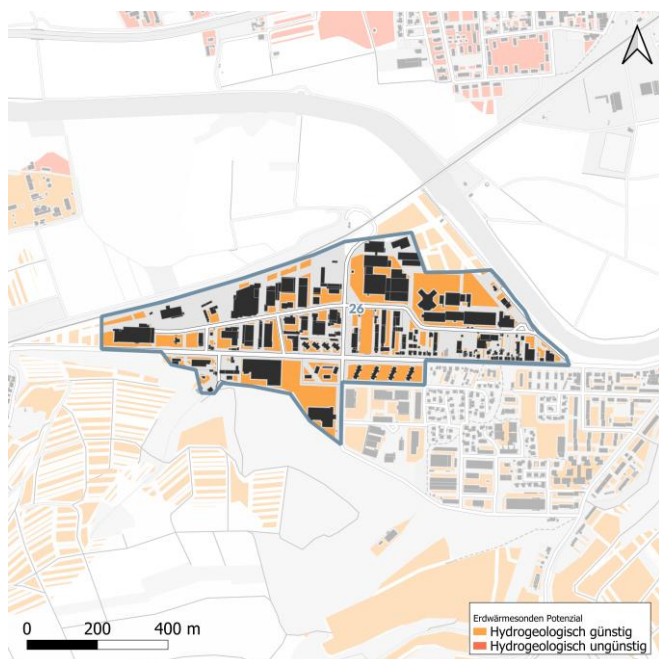 26
0 200 400 m
Erdwärmesonden Potenzial
Hydrogeologisch günstig
Hydrogeologisch ungünstig